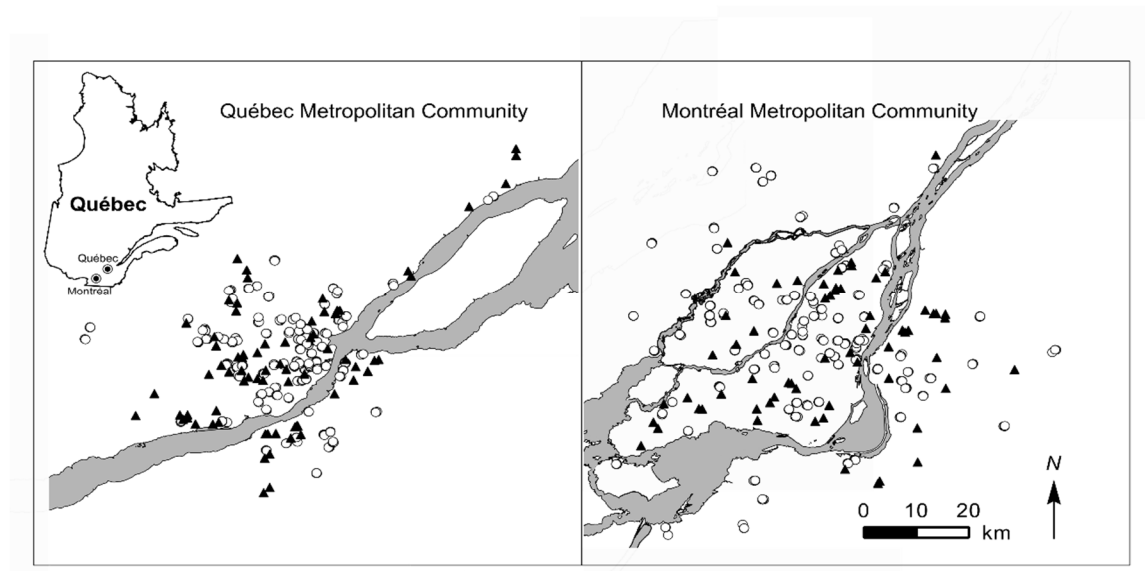 Québec Metropolitan Community
Montréal Metropolitan Community
Québec
Québec
Montréal
N
0 10 20
km